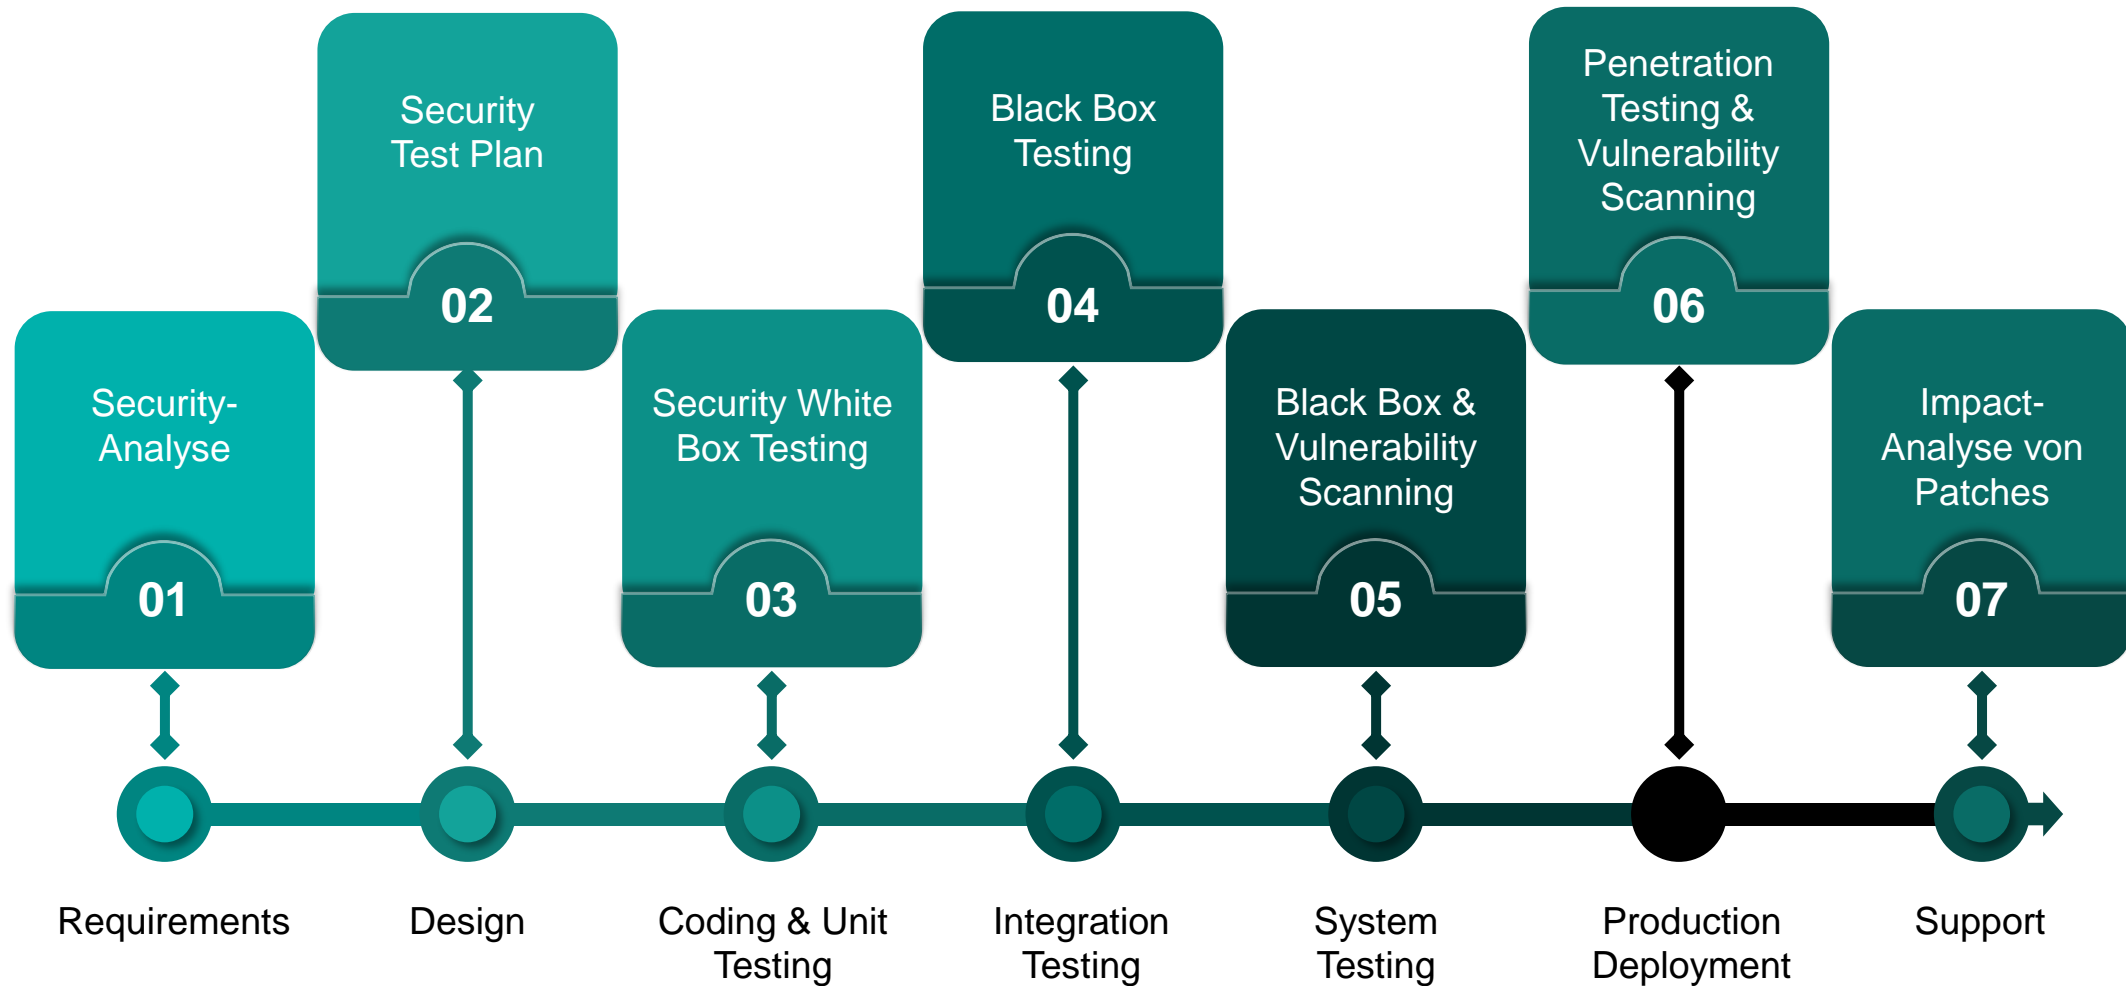 Security-
Analyse
01
Security
Test Plan
02
Security White
Box Testing
03
Black Box
Testing
04
Black Box &
Vulnerability
Scanning
05
Penetration
Testing &
Vulnerability
Scanning
06
Impact-
Analyse von
Patches
07
Requirements
Design
Coding & Unit
Testing
Integration
Testing
System
Testing
Production
Deployment
Support